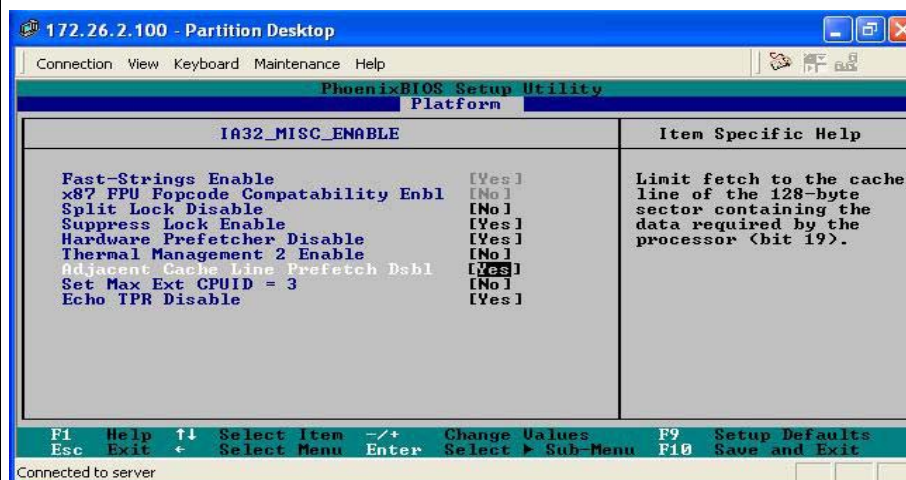 172.26.2.100 - Partition Desktop
Connection View Keyboard Maintenance Help
PhoenixBIOS Setup Utility
Platform
IA32_MISC_ENABLE
Fast-Strings Enable [Yes]
x87 FPU Fopcode Compatability Enbl [No]
Split Lock Disable [No]
Suppress Lock Enable [Yes]
Hardware Prefetcher Disable [Yes]
Thermal Management 2 Enable [No]
Adjacent Cache Line Prefetch Dsbl [Yes]
Set Max Ext CPUID = 3 [No]
Echo TPR Disable [Yes]
Item Specific Help
Limit fetch to the cache
line of the 128-byte
sector containing the
data required by the
processor (bit 19).
F1 Help ↑↓ Select Item -/+ Change Values F9 Setup Defaults
Esc Exit ← Select Menu Enter Select ▶ Sub-Menu F10 Save and Exit
Connected to server